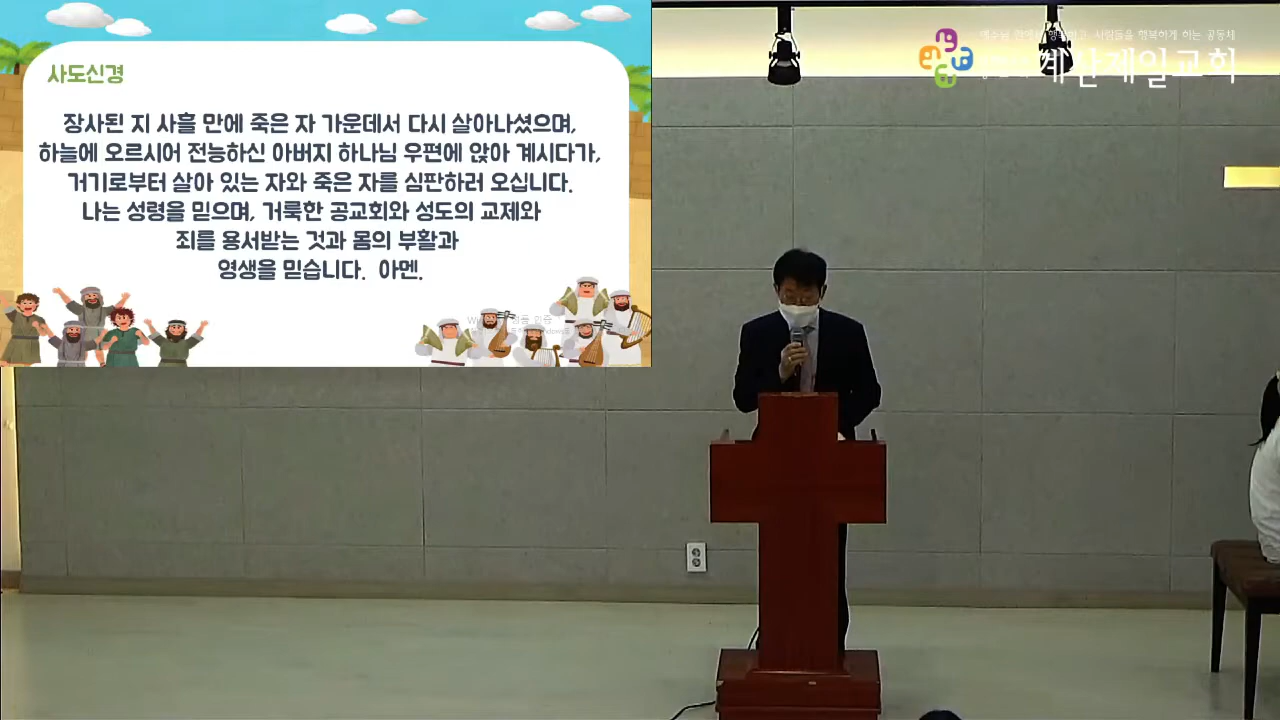 사도신경
장사된 지 사흘 만에 죽은 자 가운데서 다시 살아나셨으며,
하늘에 오르시어 전능하신 아버지 하나님 우편에 앉아 계시다가,
거기로부터 살아 있는 자와 죽은 자를 심판하러 오십니다.
나는 성령을 믿으며, 거룩한 공교회와 성도의 교제와
죄를 용서받는 것과 몸의 부활과
영생을 믿습니다. 아멘.
사람들을 행복하게 하는 공동체
계산제일교회